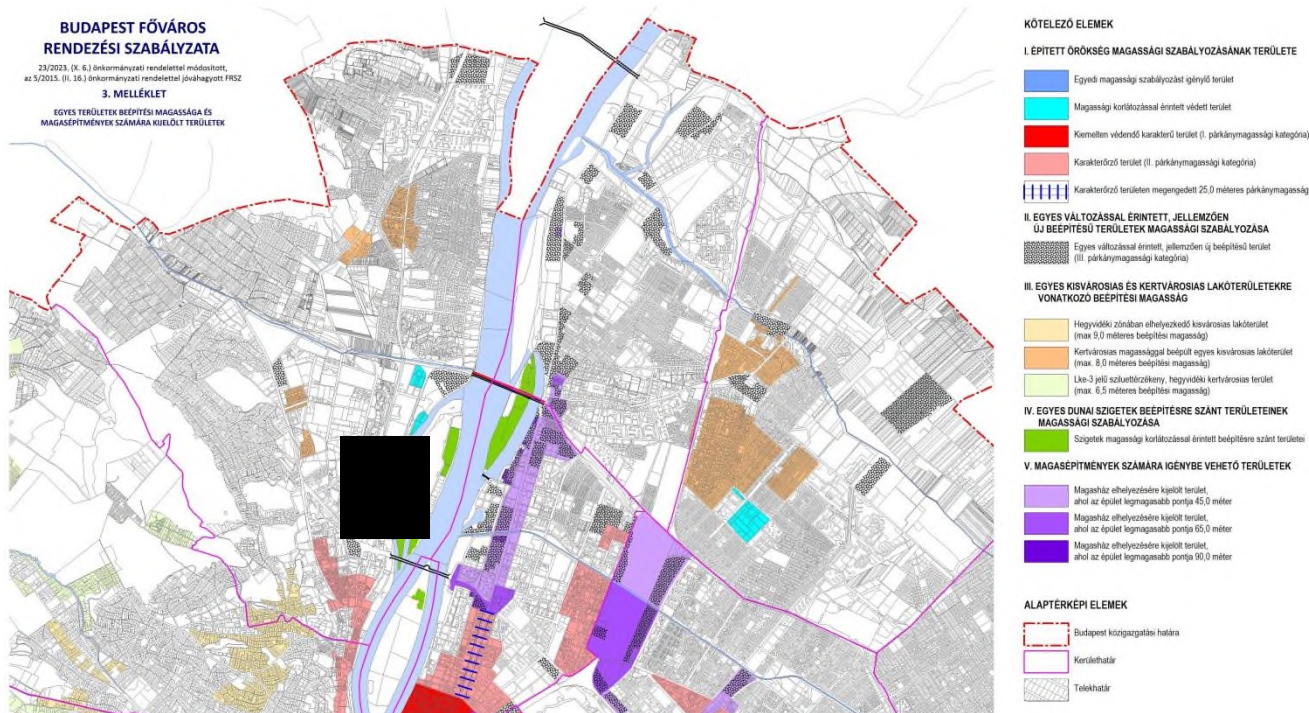 BUDAPEST FŐVÁROS
RENDEZÉSI SZABÁLYZATA
23/2023. (X. 6.) önkormányzati rendelettel módosított,
az 5/2015. (II. 16.) önkormányzati rendelettel jóváhagyott FRSZ
3. MELLÉKLET
EGYES TERÜLETEK BEÉPÍTÉSI MAGASSÁGA ÉS
MAGASÉPÍTMÉNYEK SZÁMÁRA KIJELÖLT TERÜLETEK
KÖTELEZŐ ELEMEK
I. ÉPÍTETT ÖRÖKSÉG MAGASSÁGI SZABÁLYOZÁSÁNAK TERÜLETE
Egyedi magassági szabályozást igénylő terület
Magassági korlátozással érintett védett terület
Kiemelten védendő karakterű terület (I. párkánymagassági kategória)
Karakterőrző terület (II. párkánymagassági kategória)
Karakterőrző területen megengedett 25,0 méteres párkánymagasság
II. EGYES VÁLTOZÁSSAL ÉRINTETT, JELLEMZŐEN
ÚJ BEÉPÍTÉSŰ TERÜLETEK MAGASSÁGI SZABÁLYOZÁSA
Egyes változással érintett, jellemzően új beépítésű terület
(III. párkánymagassági kategória)
III. EGYES KISVÁROSIAS ÉS KERTVÁROSIAS LAKÓTERÜLETEKRE
VONATKOZÓ BEÉPÍTÉSI MAGASSÁG
Hegyvidéki zónában elhelyezkedő kisvárosias lakóterület
(max 9,0 méteres beépítési magasság)
Kertvárosias magassággal beépült egyes kisvárosias lakóterület
(max. 8,0 méteres beépítési magasság)
Lke-3 jelű sziluettérzékeny, hegyvidéki kertvárosias terület
(max. 6,5 méteres beépítési magasság)
IV. EGYES DUNAI SZIGETEK BEÉPÍTÉSRE SZÁNT TERÜLETEINEK
MAGASSÁGI SZABÁLYOZÁSA
Szigetek magassági korlátozással érintett beépítésre szánt területei
V. MAGASÉPÍTMÉNYEK SZÁMÁRA IGÉNYBE VEHETŐ TERÜLETEK
Magasház elhelyezésére kijelölt terület,
ahol az épület legmagasabb pontja 45,0 méter
Magasház elhelyezésére kijelölt terület,
ahol az épület legmagasabb pontja 65,0 méter
Magasház elhelyezésére kijelölt terület,
ahol az épület legmagasabb pontja 90,0 méter
ALAPTÉRKÉPI ELEMEK
Budapest közigazgatási határa
Kerülethatár
Telekhatár